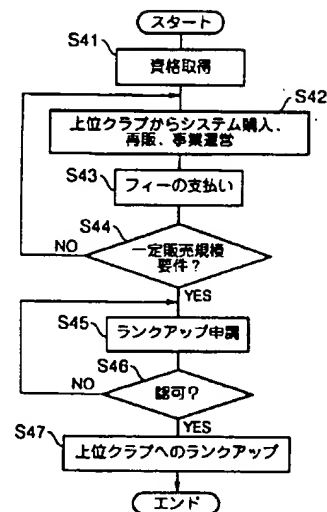 スタート
S41
資格取得
S42
上位クラブからシステム購入、
再販、事業運営
S43
フィーの支払い
S44
一定販売規模
要件?
NO
YES
S45
ランクアップ申請
S46
認可?
NO
YES
S47
上位クラブへのランクアップ
エンド